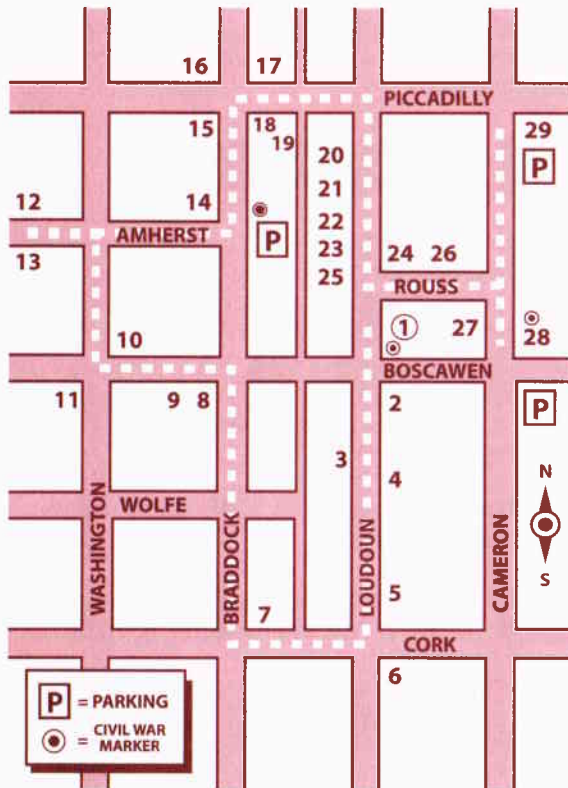 16 17
PICCADILLY
18
15 29
19
20
P
21
12 14
22
P
AMHERST
23
13 24 26
25
ROUSS
1 27
10 28
BOSCAWEN
11 9 8 2 P
3
4 N
WOLFE
WASHINGTON
BRADDOCK
LOUDOUN
CAMERON
S
5
7
CORK
6
P = PARKING
= CIVIL WAR
MARKER